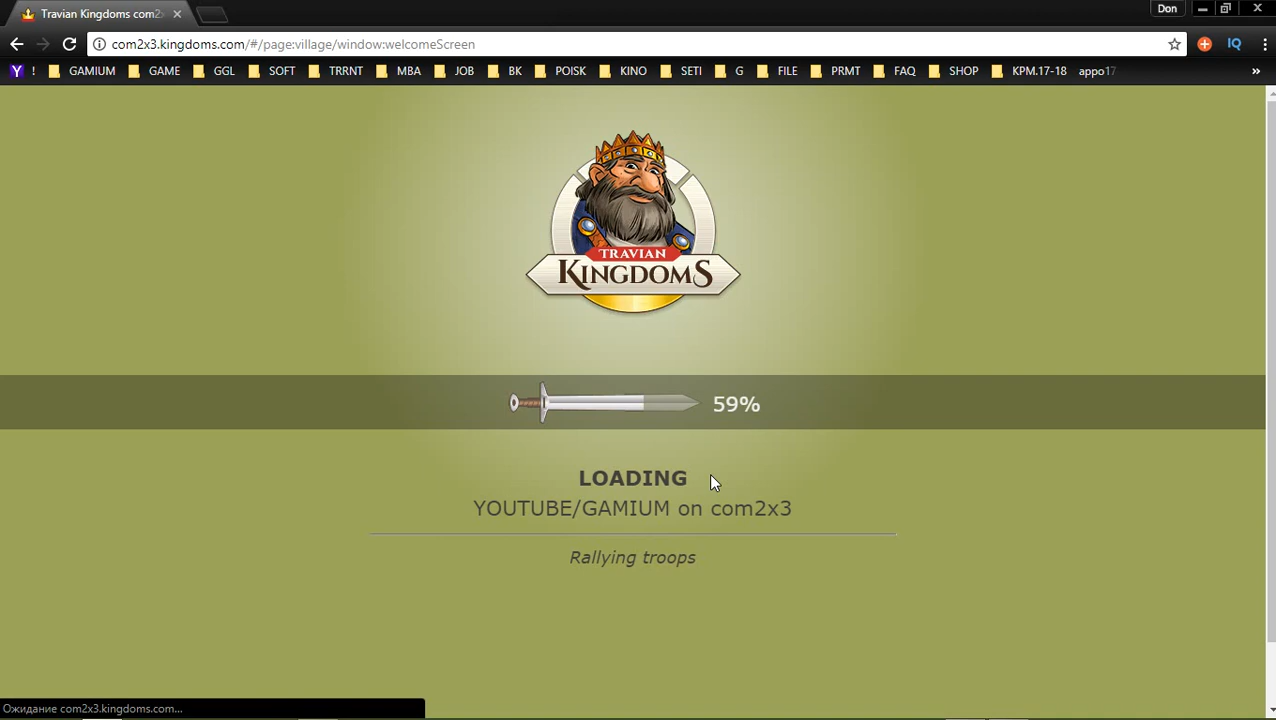 Travian Kingdoms com2x
Don
com2x3.kingdoms.com/#/page:village/window:welcomeScreen
IQ
Y ! GAMIUM GAME GGL SOFT TRRNT MBA JOB BK POISK KINO SETI G FILE PRMT FAQ SHOP KPM.17-18 appo17 »
TRAVIAN
KINGDOMS
59%
LOADING
YOUTUBE/GAMIUM on com2x3
Rallying troops
Ожидание com2x3.kingdoms.com...